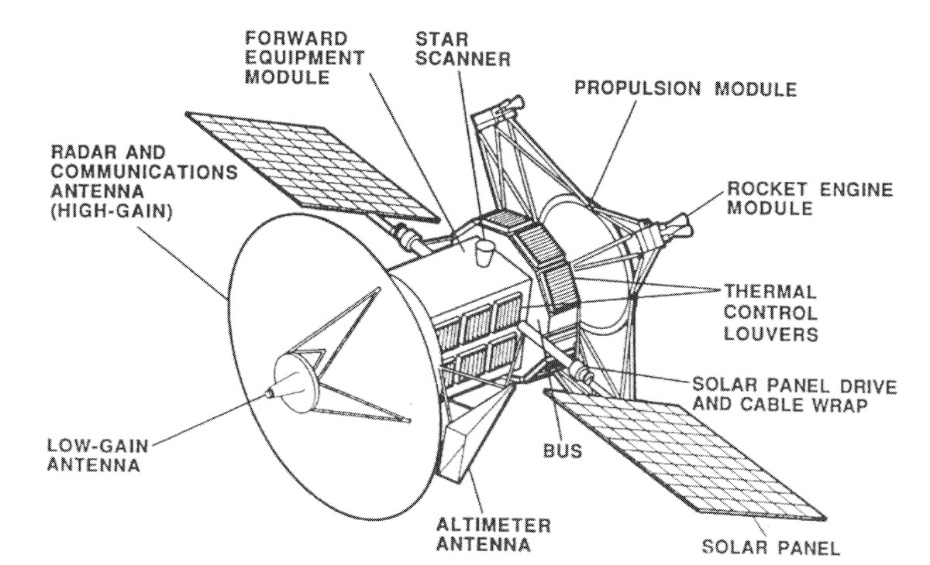 FORWARD
EQUIPMENT
MODULE
STAR
SCANNER
PROPULSION MODULE
RADAR AND
COMMUNICATIONS
ANTENNA
(HIGH-GAIN)
ROCKET ENGINE
MODULE
THERMAL
CONTROL
LOUVERS
SOLAR PANEL DRIVE
AND CABLE WRAP
LOW-GAIN
ANTENNA
BUS
ALTIMETER
ANTENNA
SOLAR PANEL